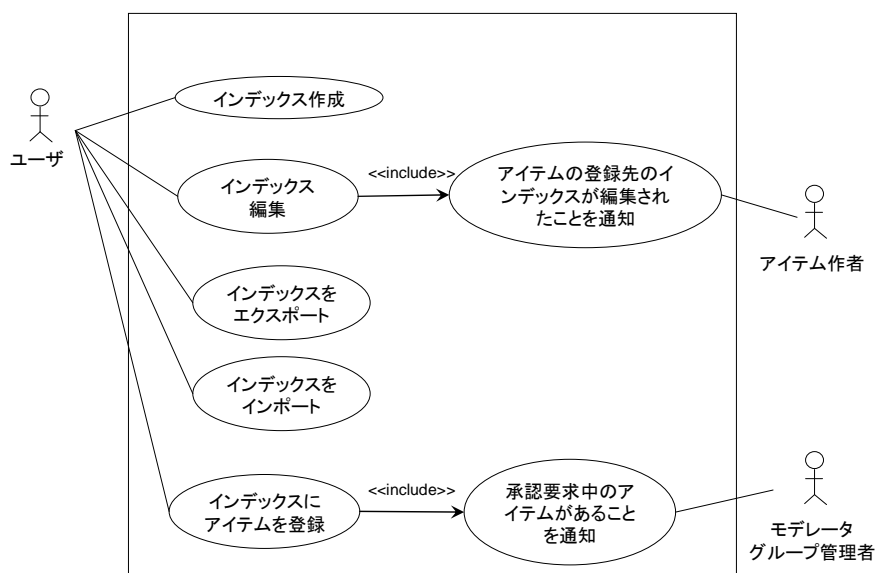 インデックス作成
ユーザ
<<include>>
インデックス
編集
アイテムの登録先のイ
ンデックスが編集され
たことを通知
アイテム作者
インデックスを
エクスポート
インデックスを
インポート
<<include>>
インデックスに
アイテムを登録
承認要求中のア
イテムがあること
を通知
モデレータ
グループ管理者